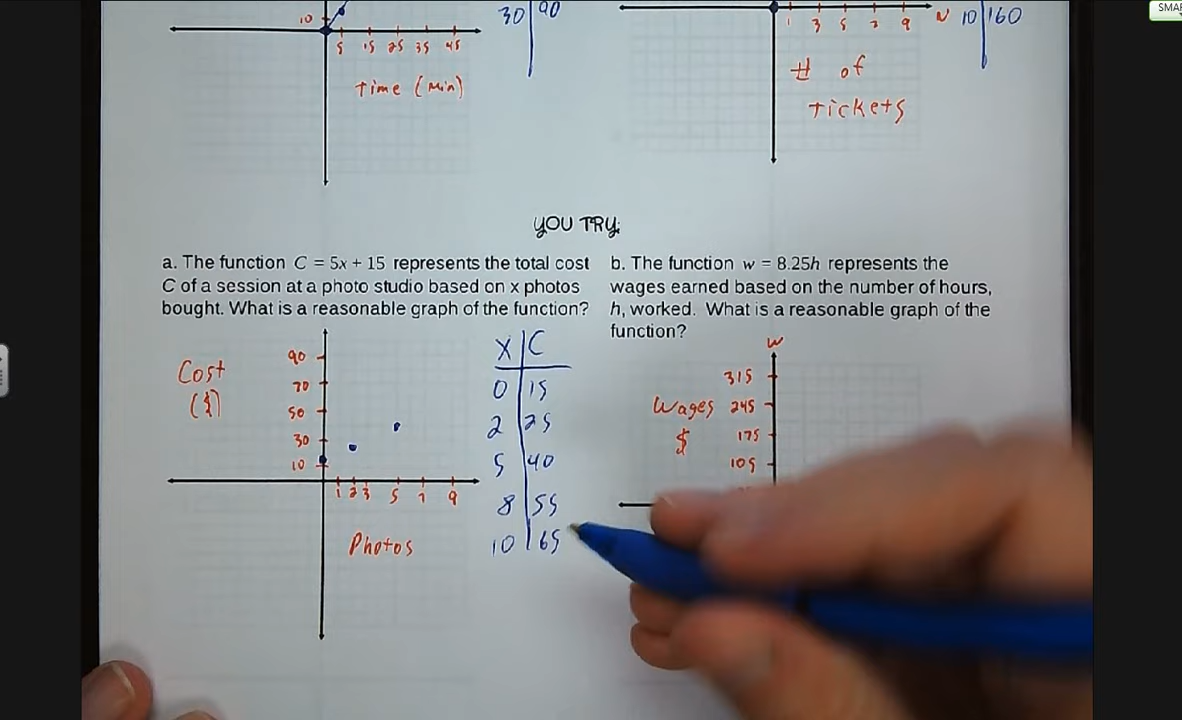 SMAR
10
5 15 25 35 45
Time (Min)
30 90
1 3 5 7 9
N 10 160
# of
Tickets
YOU TRY:
a. The function C = 5x + 15 represents the total cost
C of a session at a photo studio based on x photos
bought. What is a reasonable graph of the function?
Cost
($)
90
70
50
30
10
1 2 3 5 7 9
Photos
X C
0 15
2 25
5 40
8 55
10 65
b. The function w = 8.25h represents the
wages earned based on the number of hours,
h, worked. What is a reasonable graph of the
function?
w
Wages
$
315
245
175
105